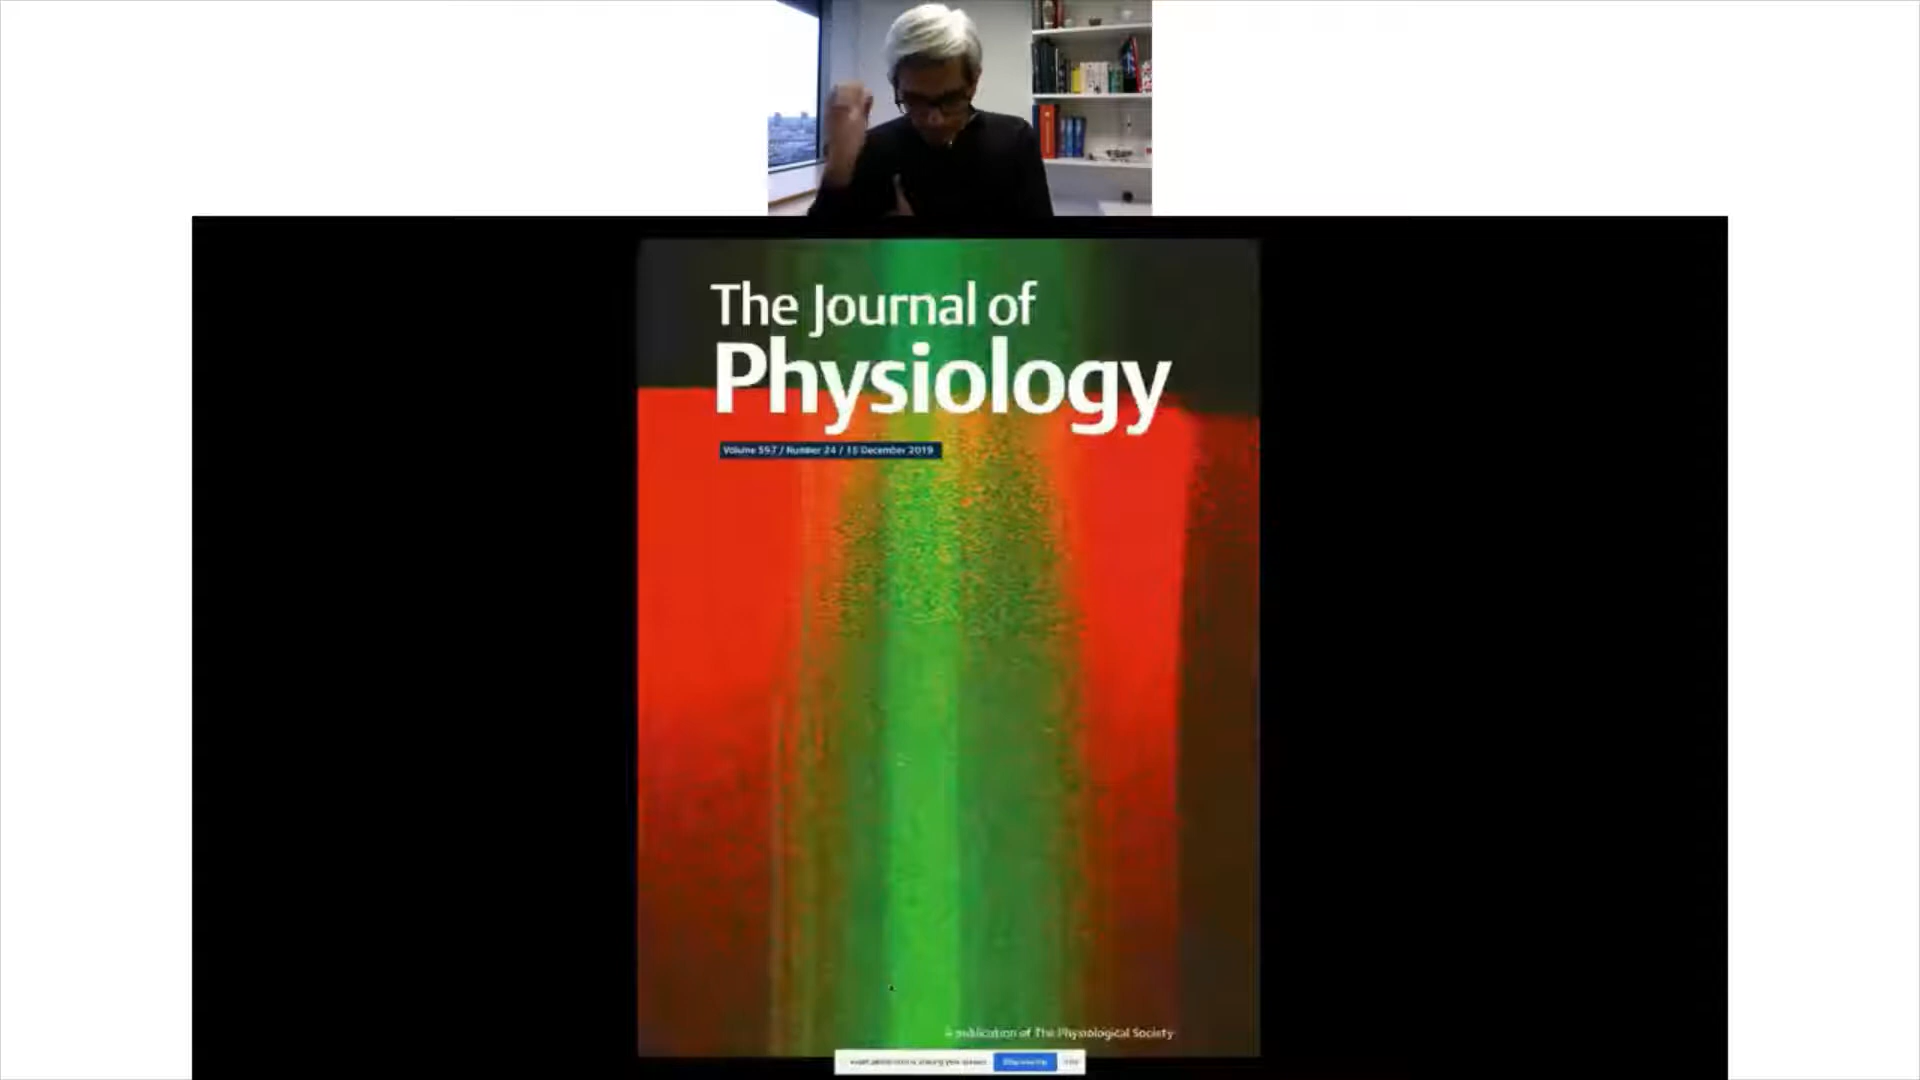 The Journal of
Physiology
Volume 597 / Number 24 / 15 December 2019
A publication of The Physiological Society